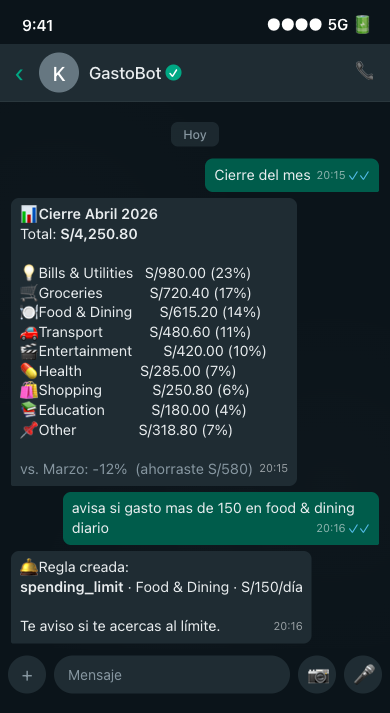 9:41
5G
K
GastoBot
Hoy
Cierre del mes 20:15
Cierre Abril 2026
Total: S/4,250.80
Bills & Utilities S/980.00 (23%)
Groceries S/720.40 (17%)
Food & Dining S/615.20 (14%)
Transport S/480.60 (11%)
Entertainment S/420.00 (10%)
Health S/285.00 (7%)
Shopping S/250.80 (6%)
Education S/180.00 (4%)
Other S/318.80 (7%)
vs. Marzo: -12% (ahorraste S/580) 20:15
avisa si gasto mas de 150 en food & dining
diario 20:16
Regla creada:
spending_limit · Food & Dining · S/150/día
Te aviso si te acercas al límite. 20:16
Mensaje